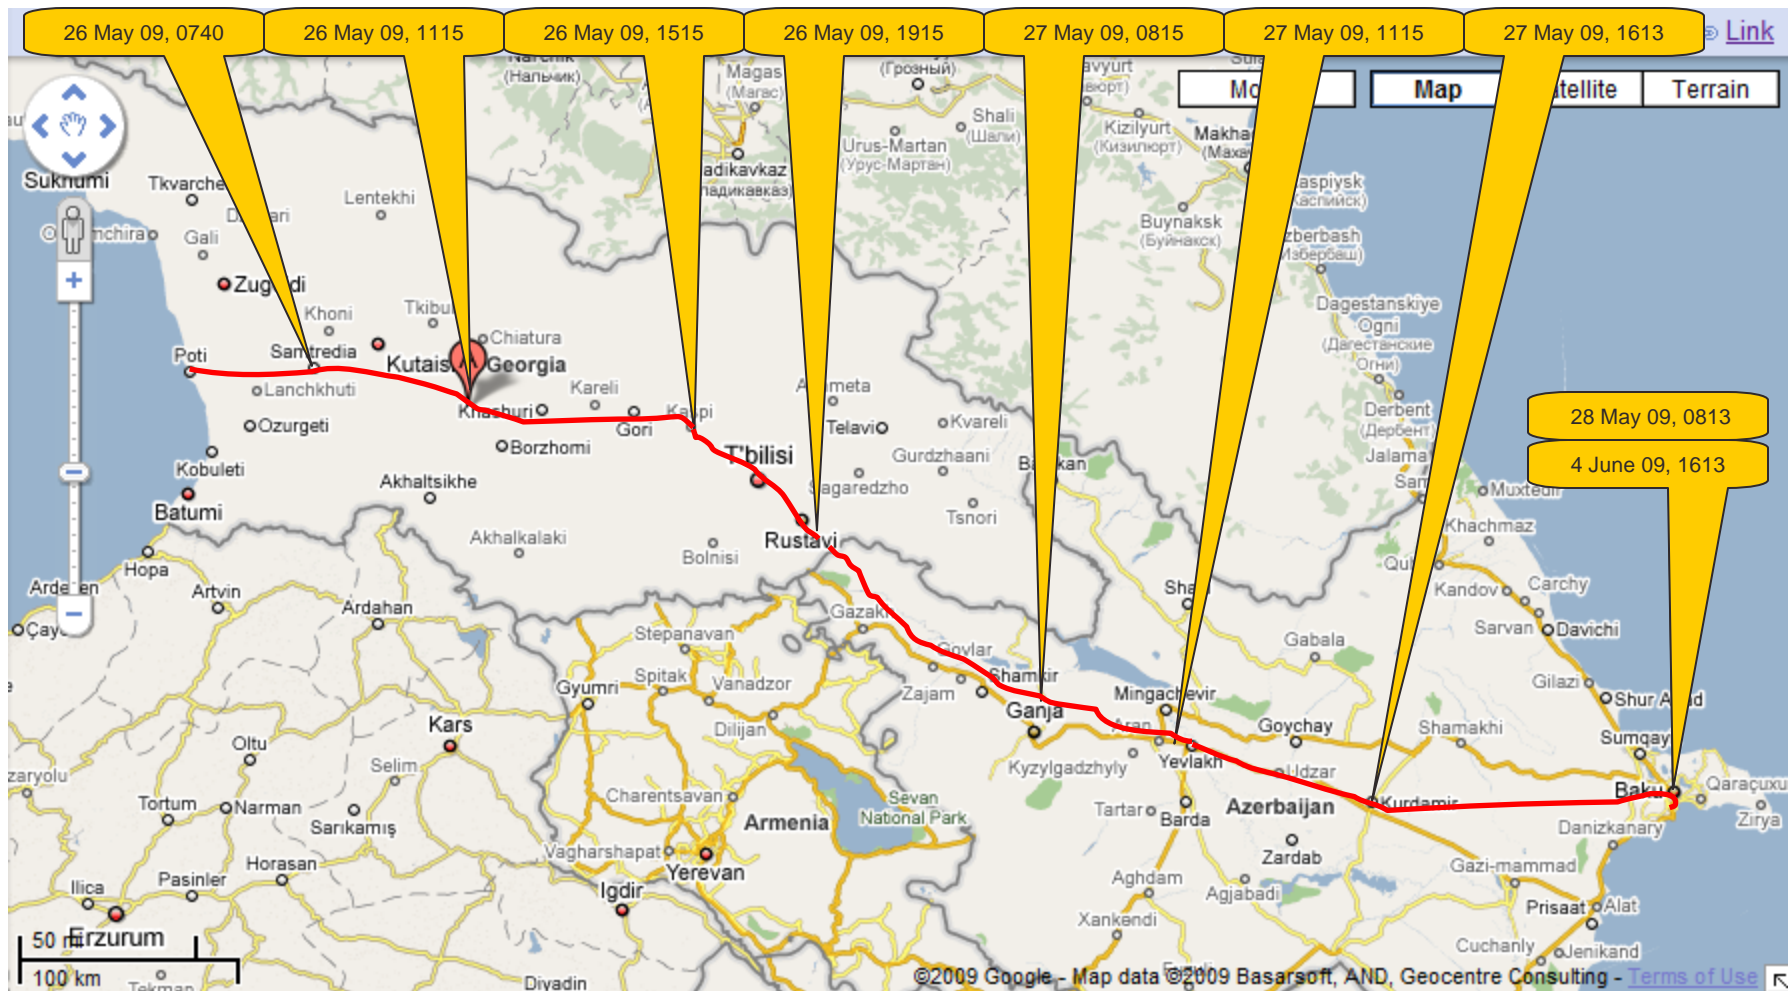 26 May 09, 0740
26 May 09, 1115
26 May 09, 1515
26 May 09, 1915
27 May 09, 0815
27 May 09, 1115
27 May 09, 1613
Link
Map
Terrain
(Нальчик)
Magas
(Магас)
(Грозный)
Shali
(Шали)
Kizilyurt
(Кизилюрт)
Urus-Martan
(Урус-Мартан)
Sukhumi
Lentekhi
Gali
Buynaksk
(Буйнакск)
Dagestanskiye
Ogni
(Дагестанские
Огни)
Khoni
Chiatura
Poti
Samtredia
Georgia
Lanchkhuti
Kareli
Khashuri
Gori
Telavi
Kvareli
Derbent
(Дербент)
28 May 09, 0813
4 June 09, 1613
Ozurgeti
Borzhomi
T'bilisi
Gurdzhaani
Jalama
Kobuleti
Akhaltsikhe
Sagaredzho
Batumi
Tsnori
Khachmaz
Akhalkalaki
Bolnisi
Rustavi
Hopa
Artvin
Ardahan
Kandov
Carchy
Stepanavan
Govlar
Gabala
Sarvan
Davichi
Spitak
Vanadzor
Zajam
Shamkir
Gyumri
Mingachevir
Gilazi
Kars
Dilijan
Ganja
Aran
Goychay
Shamakhi
Sumqay
Oltu
Selim
Kyzylgadzhyly
Yevlakh
Udzar
Baku
Qaraçuxu
Tortum
Narman
Sarıkamış
Charentsavan
Armenia
Sevan
National Park
Tartar
Barda
Azerbaijan
Kurdamir
Zirya
Danizkanary
Vagharshapat
Yerevan
Zardab
Horasan
Pasinler
Ilica
Igdir
Aghdam
Agjabadi
Gazi-mammad
Xankendi
Prisaat
Alat
Erzurum
50 mi
100 km
Cuchanly
Jenikand
Diyadin
Tekman
©2009 Google - Map data ©2009 Basarsoft, AND, Geocentre Consulting - Terms of Use